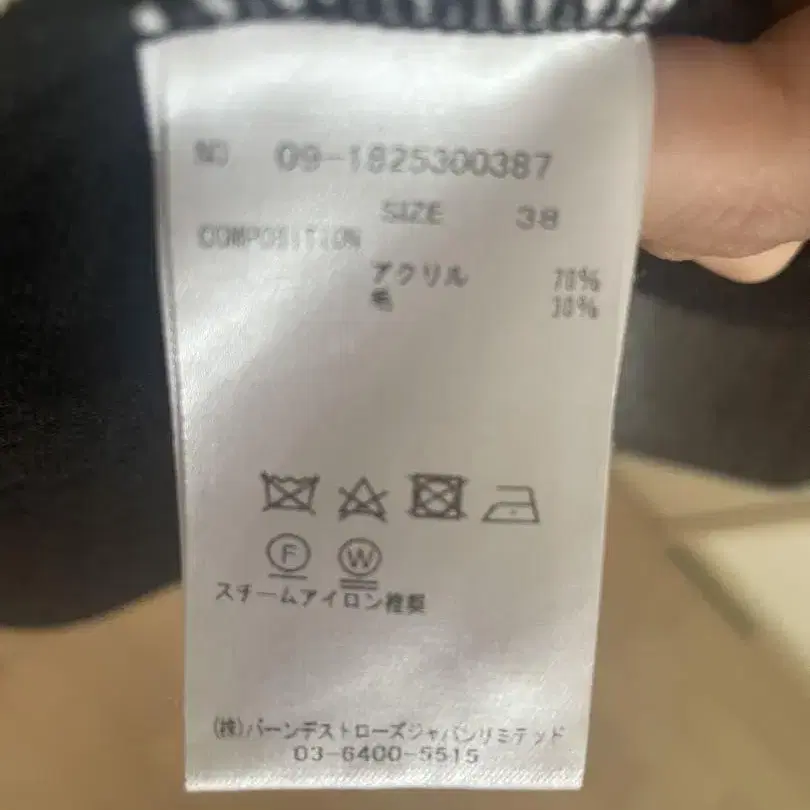 NO 09-1825300387
SIZE 38
COMPOSITION
アクリル 70%
毛 30%
F W
スチームアイロン推奨
(株)バーンデストローズジャパンリミテッド
03-6400-5515